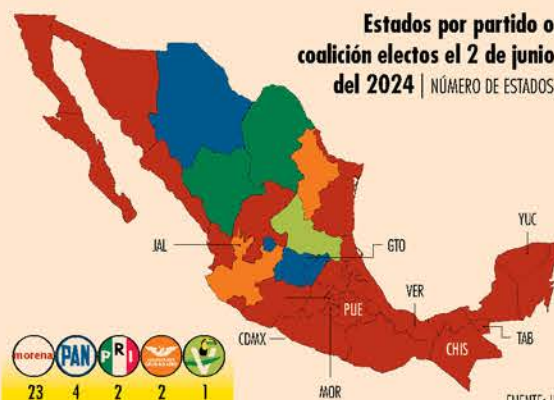 Estados por partido o
coalición electos el 2 de junio
del 2024 | NÚMERO DE ESTADOS
YUC
JAL
GTO
VER
PUE
CDMX
TAB
CHIS
MOR
morena PAN PRI
23 4 2 2 1